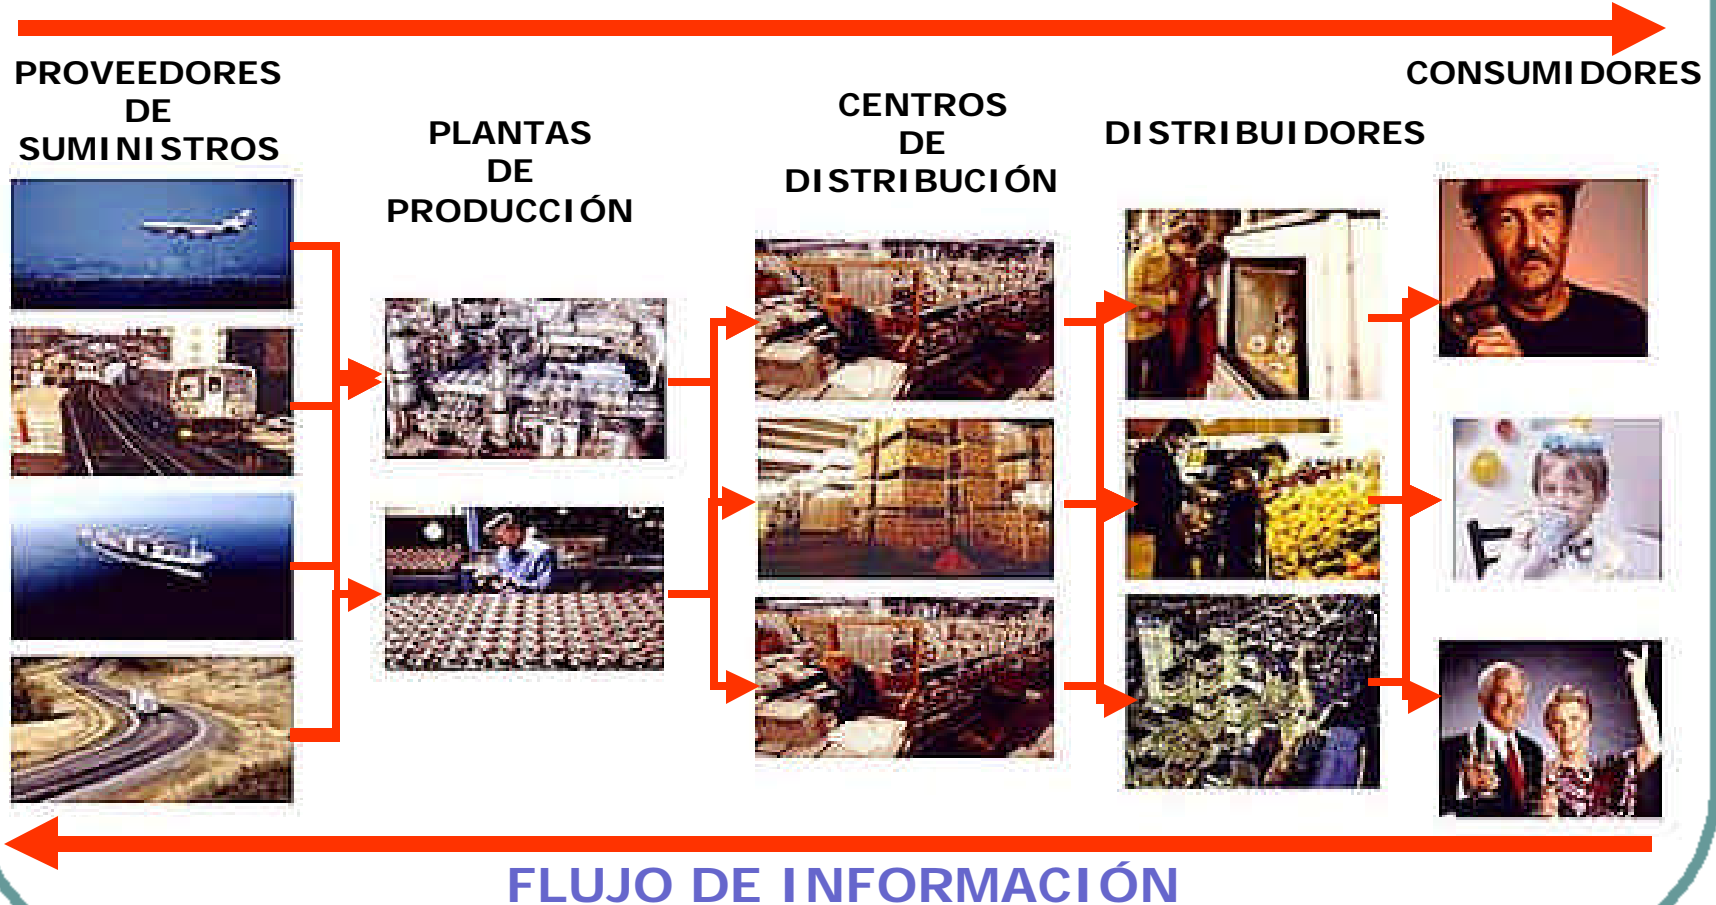 PROVEEDORES
DE
SUMINISTROS
PLANTAS
DE
PRODUCCIÓN
CENTROS
DE
DISTRIBUCIÓN
DISTRIBUIDORES
CONSUMIDORES
FLUJO DE INFORMACIÓN